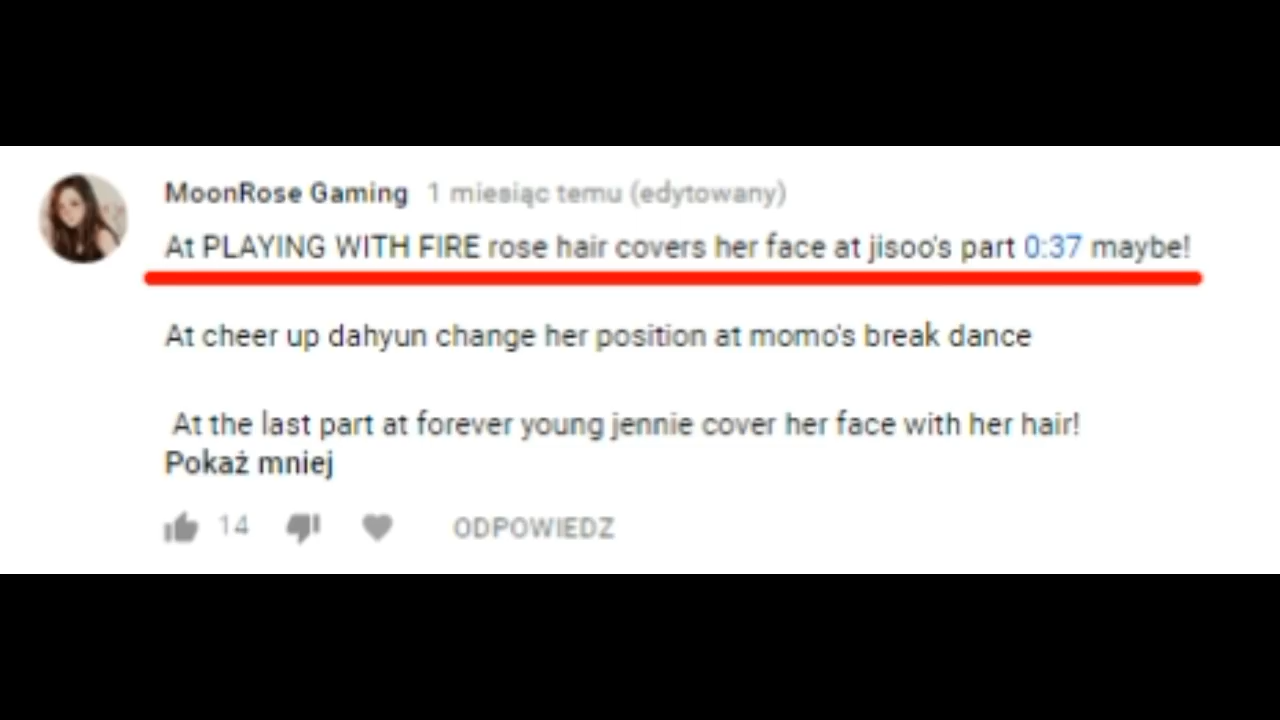 MoonRose Gaming 1 miesiąc temu (edytowany)
At PLAYING WITH FIRE rose hair covers her face at jisoo's part 0:37 maybe!
At cheer up dahyun change her position at momo's break dance
At the last part at forever young jennie cover her face with her hair!
Pokaż mniej
14 ODPOWIEDZ